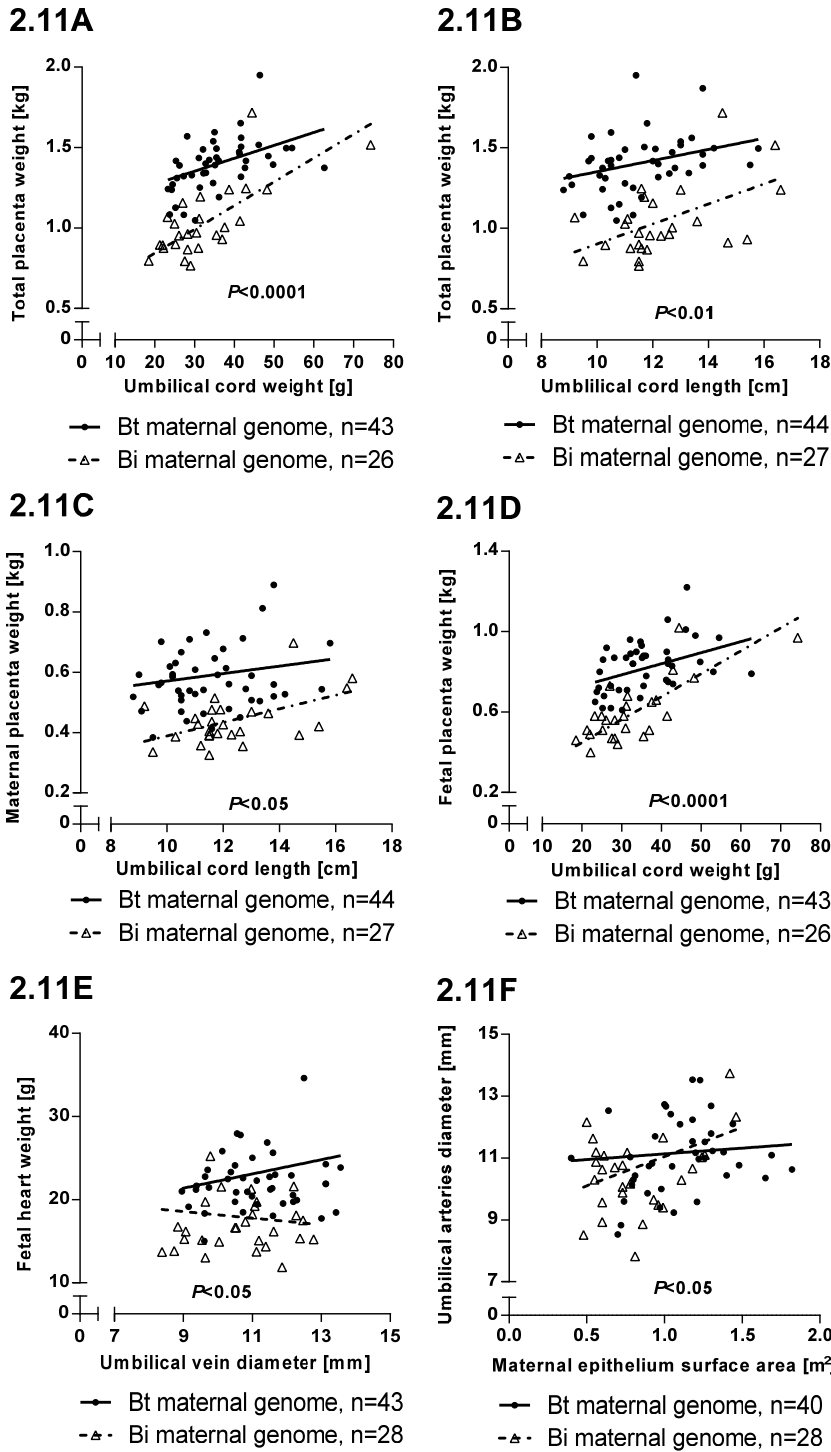 2.11A
Total placenta weight [kg]
2.0
1.5
1.0
0.5
0
P<0.0001
0 10 20 30 40 50 60 70 80
Umbilical cord weight [g]
Bt maternal genome, n=43
Bi maternal genome, n=26
2.11B
Total placenta weight [kg]
2.0
1.5
1.0
0.5
0
P<0.01
0 8 10 12 14 16 18
Umblilical cord length [cm]
Bt maternal genome, n=44
Bi maternal genome, n=27
2.11C
Maternal placenta weight [kg]
1.0
0.8
0.6
0.4
0.2
0
P<0.05
0 8 10 12 14 16 18
Umbilical cord length [cm]
Bt maternal genome, n=44
Bi maternal genome, n=27
2.11D
Fetal placenta weight [kg]
1.4
1.0
0.6
0.2
0
P<0.0001
0 10 20 30 40 50 60 70 80
Umbilical cord weight [g]
Bt maternal genome, n=43
Bi maternal genome, n=26
2.11E
Fetal heart weight [g]
40
30
20
10
0
P<0.05
0 7 9 11 13 15
Umbilical vein diameter [mm]
Bt maternal genome, n=43
Bi maternal genome, n=28
2.11F
Umbilical arteries diameter [mm]
15
13
11
9
7
0
P<0.05
0.0 0.5 1.0 1.5 2.0
Maternal epithelium surface area [m²
Bt maternal genome, n=40
Bi maternal genome, n=28